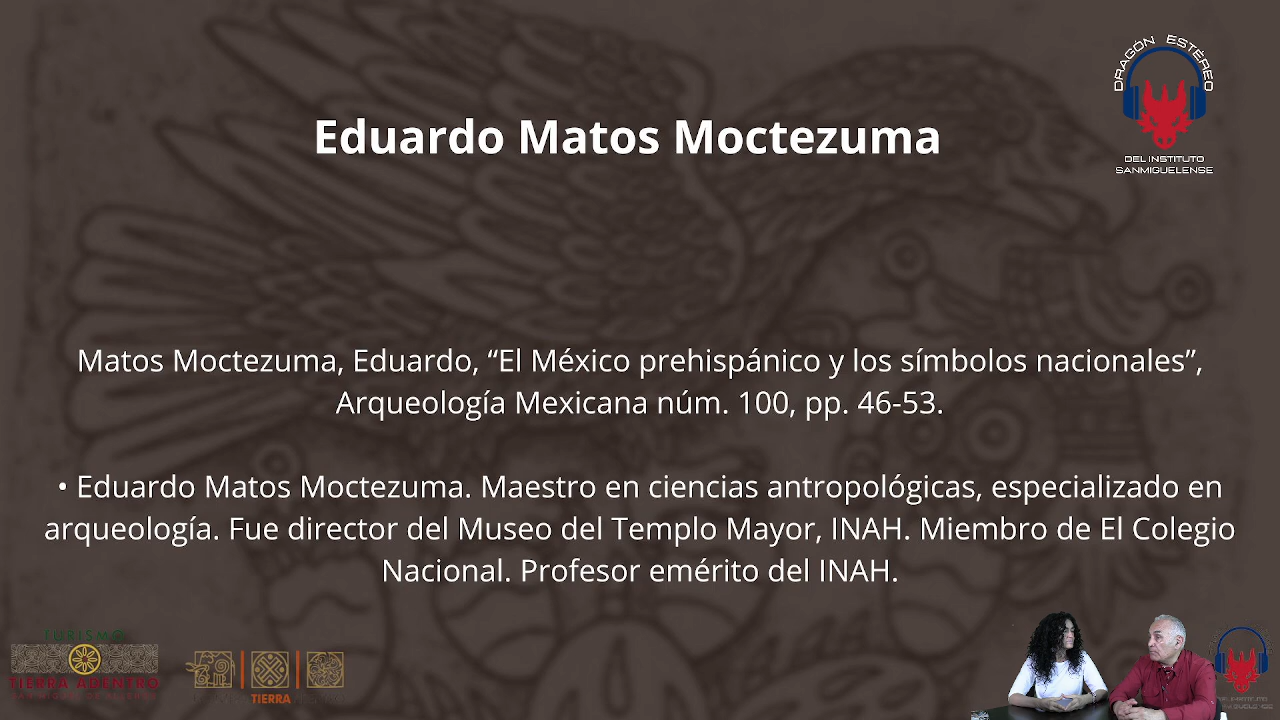 DRAGÓN ESTÉREO
DEL INSTITUTO
SANMIGUELENSE
Eduardo Matos Moctezuma
Matos Moctezuma, Eduardo, “El México prehispánico y los símbolos nacionales”,
Arqueología Mexicana núm. 100, pp. 46-53.
• Eduardo Matos Moctezuma. Maestro en ciencias antropológicas, especializado en
arqueología. Fue director del Museo del Templo Mayor, INAH. Miembro de El Colegio
Nacional. Profesor emérito del INAH.
TURISMO
TIERRA ADENTRO
TIERRA